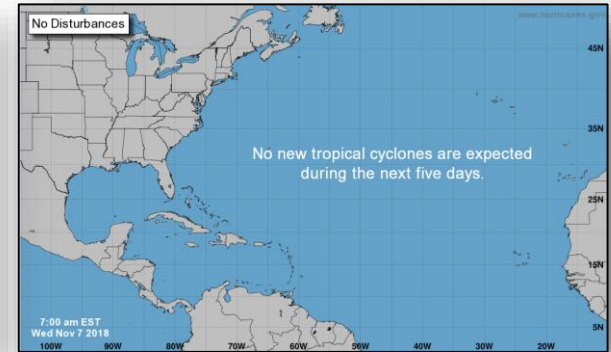 No Disturbances
www.hurricanes.gov
45N
35N
No new tropical cyclones are expected
during the next five days.
25N
15N
7:00 am EST
Wed Nov 7 2018
5N
100W 90W 80W 70W 60W 50W 40W 30W 20W